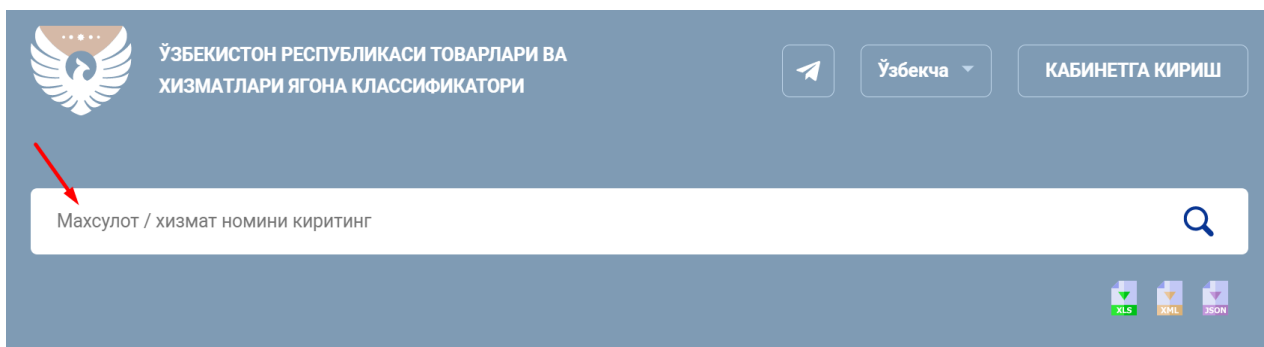 ЎЗБЕКИСТОН РЕСПУБЛИКАСИ ТОВАРЛАРИ ВА
ХИЗМАТЛАРИ ЯГОНА КЛАССИФИКАТОРИ
Ўзбекча
КАБИНЕТГА КИРИШ
Махсулот / хизмат номини киритинг
XLS
XML
JSON